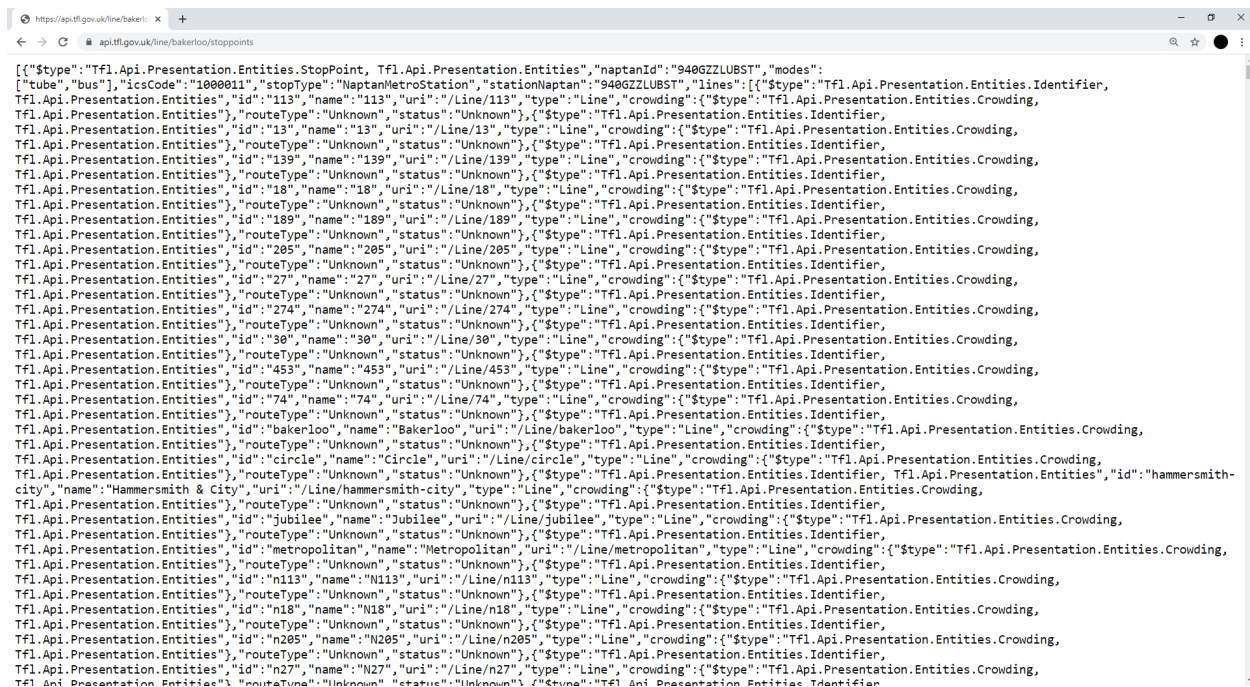 https://api.tfl.gov.uk/line/bakerlo
api.tfl.gov.uk/line/bakerloo/stoppoints
[{"$type":"Tfl.Api.Presentation.Entities.StopPoint, Tfl.Api.Presentation.Entities","naptanId":"940GZZLUBST","modes":
["tube","bus"],"icsCode":"1000011","stopType":"NaptanMetroStation","stationNaptan":"940GZZLUBST","lines":[{"$type":"Tfl.Api.Presentation.Entities.Identifier,
Tfl.Api.Presentation.Entities","id":"113","name":"113","uri":"/Line/113","type":"Line","crowding":{"$type":"Tfl.Api.Presentation.Entities.Crowding,
Tfl.Api.Presentation.Entities"},"routeType":"Unknown","status":"Unknown"},{"$type":"Tfl.Api.Presentation.Entities.Identifier,
Tfl.Api.Presentation.Entities","id":"13","name":"13","uri":"/Line/13","type":"Line","crowding":{"$type":"Tfl.Api.Presentation.Entities.Crowding,
Tfl.Api.Presentation.Entities"},"routeType":"Unknown","status":"Unknown"},{"$type":"Tfl.Api.Presentation.Entities.Identifier,
Tfl.Api.Presentation.Entities","id":"139","name":"139","uri":"/Line/139","type":"Line","crowding":{"$type":"Tfl.Api.Presentation.Entities.Crowding,
Tfl.Api.Presentation.Entities"},"routeType":"Unknown","status":"Unknown"},{"$type":"Tfl.Api.Presentation.Entities.Identifier,
Tfl.Api.Presentation.Entities","id":"18","name":"18","uri":"/Line/18","type":"Line","crowding":{"$type":"Tfl.Api.Presentation.Entities.Crowding,
Tfl.Api.Presentation.Entities"},"routeType":"Unknown","status":"Unknown"},{"$type":"Tfl.Api.Presentation.Entities.Identifier,
Tfl.Api.Presentation.Entities","id":"189","name":"189","uri":"/Line/189","type":"Line","crowding":{"$type":"Tfl.Api.Presentation.Entities.Crowding,
Tfl.Api.Presentation.Entities"},"routeType":"Unknown","status":"Unknown"},{"$type":"Tfl.Api.Presentation.Entities.Identifier,
Tfl.Api.Presentation.Entities","id":"205","name":"205","uri":"/Line/205","type":"Line","crowding":{"$type":"Tfl.Api.Presentation.Entities.Crowding,
Tfl.Api.Presentation.Entities"},"routeType":"Unknown","status":"Unknown"},{"$type":"Tfl.Api.Presentation.Entities.Identifier,
Tfl.Api.Presentation.Entities","id":"27","name":"27","uri":"/Line/27","type":"Line","crowding":{"$type":"Tfl.Api.Presentation.Entities.Crowding,
Tfl.Api.Presentation.Entities"},"routeType":"Unknown","status":"Unknown"},{"$type":"Tfl.Api.Presentation.Entities.Identifier,
Tfl.Api.Presentation.Entities","id":"274","name":"274","uri":"/Line/274","type":"Line","crowding":{"$type":"Tfl.Api.Presentation.Entities.Crowding,
Tfl.Api.Presentation.Entities"},"routeType":"Unknown","status":"Unknown"},{"$type":"Tfl.Api.Presentation.Entities.Identifier,
Tfl.Api.Presentation.Entities","id":"30","name":"30","uri":"/Line/30","type":"Line","crowding":{"$type":"Tfl.Api.Presentation.Entities.Crowding,
Tfl.Api.Presentation.Entities"},"routeType":"Unknown","status":"Unknown"},{"$type":"Tfl.Api.Presentation.Entities.Identifier,
Tfl.Api.Presentation.Entities","id":"453","name":"453","uri":"/Line/453","type":"Line","crowding":{"$type":"Tfl.Api.Presentation.Entities.Crowding,
Tfl.Api.Presentation.Entities"},"routeType":"Unknown","status":"Unknown"},{"$type":"Tfl.Api.Presentation.Entities.Identifier,
Tfl.Api.Presentation.Entities","id":"74","name":"74","uri":"/Line/74","type":"Line","crowding":{"$type":"Tfl.Api.Presentation.Entities.Crowding,
Tfl.Api.Presentation.Entities"},"routeType":"Unknown","status":"Unknown"},{"$type":"Tfl.Api.Presentation.Entities.Identifier,
Tfl.Api.Presentation.Entities","id":"bakerloo","name":"Bakerloo","uri":"/Line/bakerloo","type":"Line","crowding":{"$type":"Tfl.Api.Presentation.Entities.Crowding,
Tfl.Api.Presentation.Entities"},"routeType":"Unknown","status":"Unknown"},{"$type":"Tfl.Api.Presentation.Entities.Identifier,
Tfl.Api.Presentation.Entities","id":"circle","name":"Circle","uri":"/Line/circle","type":"Line","crowding":{"$type":"Tfl.Api.Presentation.Entities.Crowding,
Tfl.Api.Presentation.Entities"},"routeType":"Unknown","status":"Unknown"},{"$type":"Tfl.Api.Presentation.Entities.Identifier, Tfl.Api.Presentation.Entities","id":"hammersmith-
city","name":"Hammersmith & City","uri":"/Line/hammersmith-city","type":"Line","crowding":{"$type":"Tfl.Api.Presentation.Entities.Crowding,
Tfl.Api.Presentation.Entities"},"routeType":"Unknown","status":"Unknown"},{"$type":"Tfl.Api.Presentation.Entities.Identifier,
Tfl.Api.Presentation.Entities","id":"jubilee","name":"Jubilee","uri":"/Line/jubilee","type":"Line","crowding":{"$type":"Tfl.Api.Presentation.Entities.Crowding,
Tfl.Api.Presentation.Entities"},"routeType":"Unknown","status":"Unknown"},{"$type":"Tfl.Api.Presentation.Entities.Identifier,
Tfl.Api.Presentation.Entities","id":"metropolitan","name":"Metropolitan","uri":"/Line/metropolitan","type":"Line","crowding":{"$type":"Tfl.Api.Presentation.Entities.Crowding,
Tfl.Api.Presentation.Entities"},"routeType":"Unknown","status":"Unknown"},{"$type":"Tfl.Api.Presentation.Entities.Identifier,
Tfl.Api.Presentation.Entities","id":"n113","name":"N113","uri":"/Line/n113","type":"Line","crowding":{"$type":"Tfl.Api.Presentation.Entities.Crowding,
Tfl.Api.Presentation.Entities"},"routeType":"Unknown","status":"Unknown"},{"$type":"Tfl.Api.Presentation.Entities.Identifier,
Tfl.Api.Presentation.Entities","id":"n18","name":"N18","uri":"/Line/n18","type":"Line","crowding":{"$type":"Tfl.Api.Presentation.Entities.Crowding,
Tfl.Api.Presentation.Entities"},"routeType":"Unknown","status":"Unknown"},{"$type":"Tfl.Api.Presentation.Entities.Identifier,
Tfl.Api.Presentation.Entities","id":"n205","name":"N205","uri":"/Line/n205","type":"Line","crowding":{"$type":"Tfl.Api.Presentation.Entities.Crowding,
Tfl.Api.Presentation.Entities"},"routeType":"Unknown","status":"Unknown"},{"$type":"Tfl.Api.Presentation.Entities.Identifier,
Tfl.Api.Presentation.Entities","id":"n27","name":"N27","uri":"/Line/n27","type":"Line","crowding":{"$type":"Tfl.Api.Presentation.Entities.Crowding,
Tfl.Api.Presentation.Entities"},"routeType":"Unknown","status":"Unknown"},{"$type":"Tfl.Api.Presentation.Entities.Identifier,